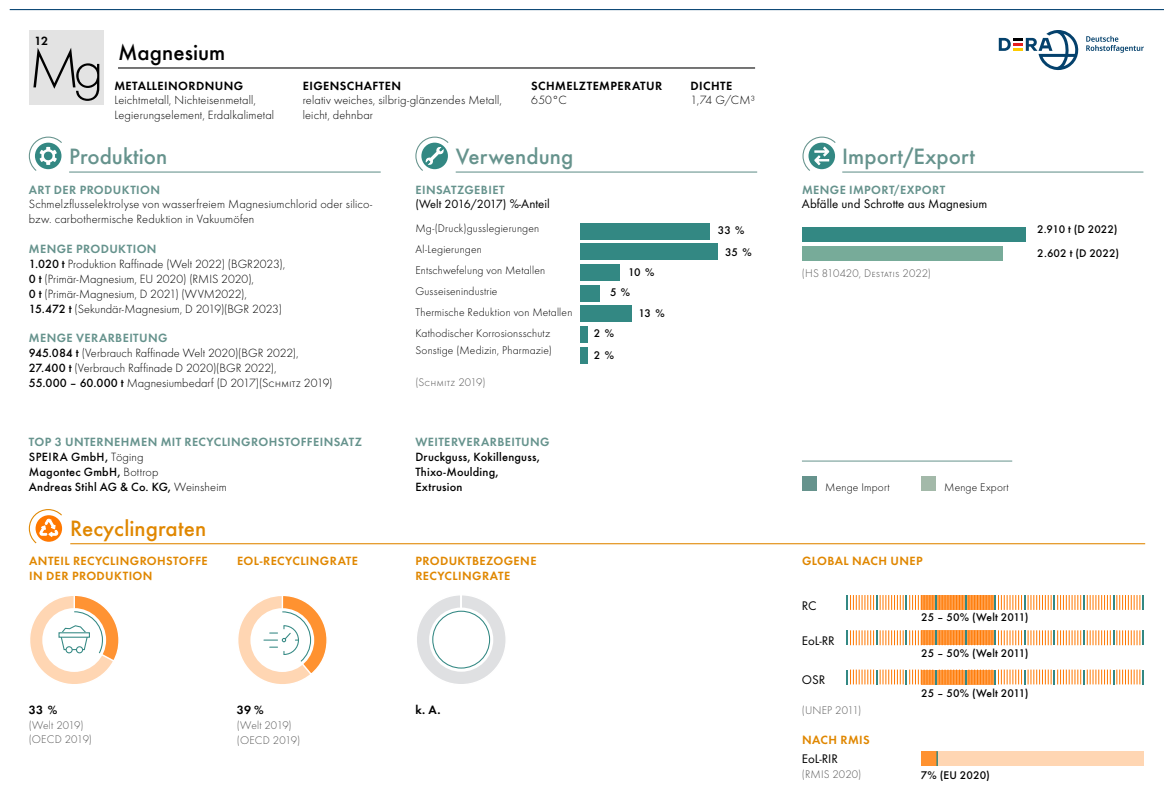 12
Mg
Magnesium
DERA Deutsche
Rohstoffagentur
METALLEINORDNUNG
Leichtmetall, Nichteisenmetall,
Legierungselement, Erdalkalimetal
EIGENSCHAFTEN
relativ weiches, silbrig-glänzendes Metall,
leicht, dehnbar
SCHMELZTEMPERATUR
650°C
DICHTE
1,74 G/CM³
Produktion
ART DER PRODUKTION
Schmelzflusselektrolyse von wasserfreiem Magnesiumchlorid oder silico-
bzw. carbothermische Reduktion in Vakuumöfen
MENGE PRODUKTION
1.020 t Produktion Raffinade (Welt 2022) (BGR2023),
0 t (Primär-Magnesium, EU 2020) (RMIS 2020),
0 t (Primär-Magnesium, D 2021) (WVM2022),
15.472 t (Sekundär-Magnesium, D 2019)(BGR 2023)
MENGE VERARBEITUNG
945.084 t (Verbrauch Raffinade Welt 2020)(BGR 2022),
27.400 t (Verbrauch Raffinade D 2020)(BGR 2022),
55.000 – 60.000 t Magnesiumbedarf (D 2017)(Schmitz 2019)
TOP 3 UNTERNEHMEN MIT RECYCLINGROHSTOFFEINSATZ
SPEIRA GmbH, Töging
Magontec GmbH, Bottrop
Andreas Stihl AG & Co. KG, Weinsheim
Verwendung
EINSATZGEBIET
(Welt 2016/2017) %-Anteil
Mg-(Druck)gusslegierungen 33 %
Al-Legierungen 35 %
Entschwefelung von Metallen 10 %
Gusseisenindustrie 5 %
Thermische Reduktion von Metallen 13 %
Kathodischer Korrosionsschutz 2 %
Sonstige (Medizin, Pharmazie) 2 %
(Schmitz 2019)
WEITERVERARBEITUNG
Druckguss, Kokillenguss,
Thixo-Moulding,
Extrusion
Import/Export
MENGE IMPORT/EXPORT
Abfälle und Schrotte aus Magnesium
2.910 t (D 2022)
2.602 t (D 2022)
(HS 810420, Destatis 2022)
Menge Import Menge Export
Recyclingraten
ANTEIL RECYCLINGROHSTOFFE
IN DER PRODUKTION
33 %
(Welt 2019)
(OECD 2019)
EOL-RECYCLINGRATE
39 %
(Welt 2019)
(OECD 2019)
PRODUKTBEZOGENE
RECYCLINGRATE
k. A.
GLOBAL NACH UNEP
RC
25 – 50% (Welt 2011)
EoL-RR
25 – 50% (Welt 2011)
OSR
25 – 50% (Welt 2011)
(UNEP 2011)
NACH RMIS
EoL-RIR
(RMIS 2020)
7% (EU 2020)